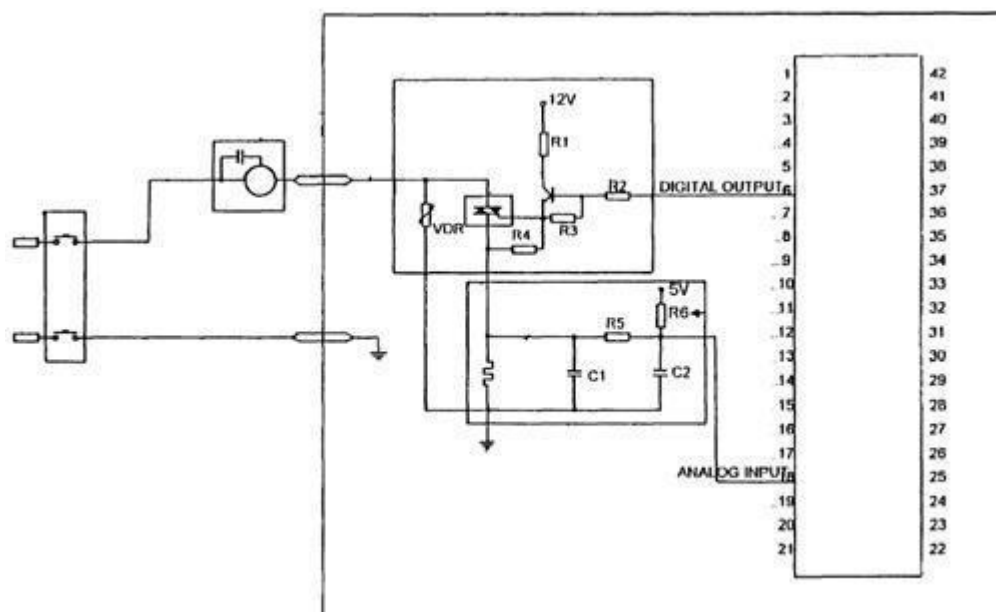 12V
R1
R2
DIGITAL OUTPUT
R3
VDR
R4
5V
R6
R5
C1
C2
ANALOG INPUT
1 42
2 41
3 40
4 39
5 38
6 37
7 36
8 35
9 34
10 33
11 32
12 31
13 30
14 29
15 28
16 27
17 26
18 25
19 24
20 23
21 22